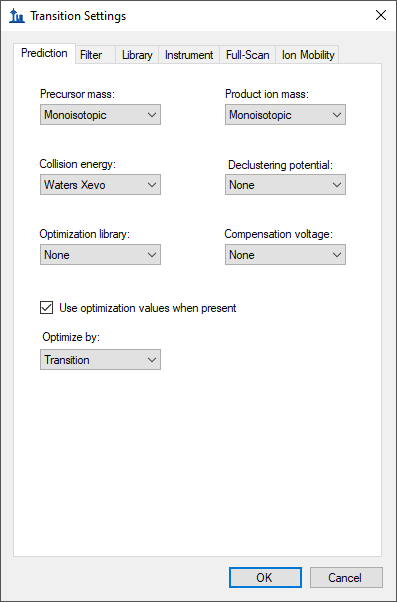 Transition Settings
Prediction Filter Library Instrument Full-Scan Ion Mobility
Precursor mass: Product ion mass:
Monoisotopic Monoisotopic
Collision energy: Declustering potential:
Waters Xevo None
Optimization library: Compensation voltage:
None None
Use optimization values when present
Optimize by:
Transition
OK Cancel